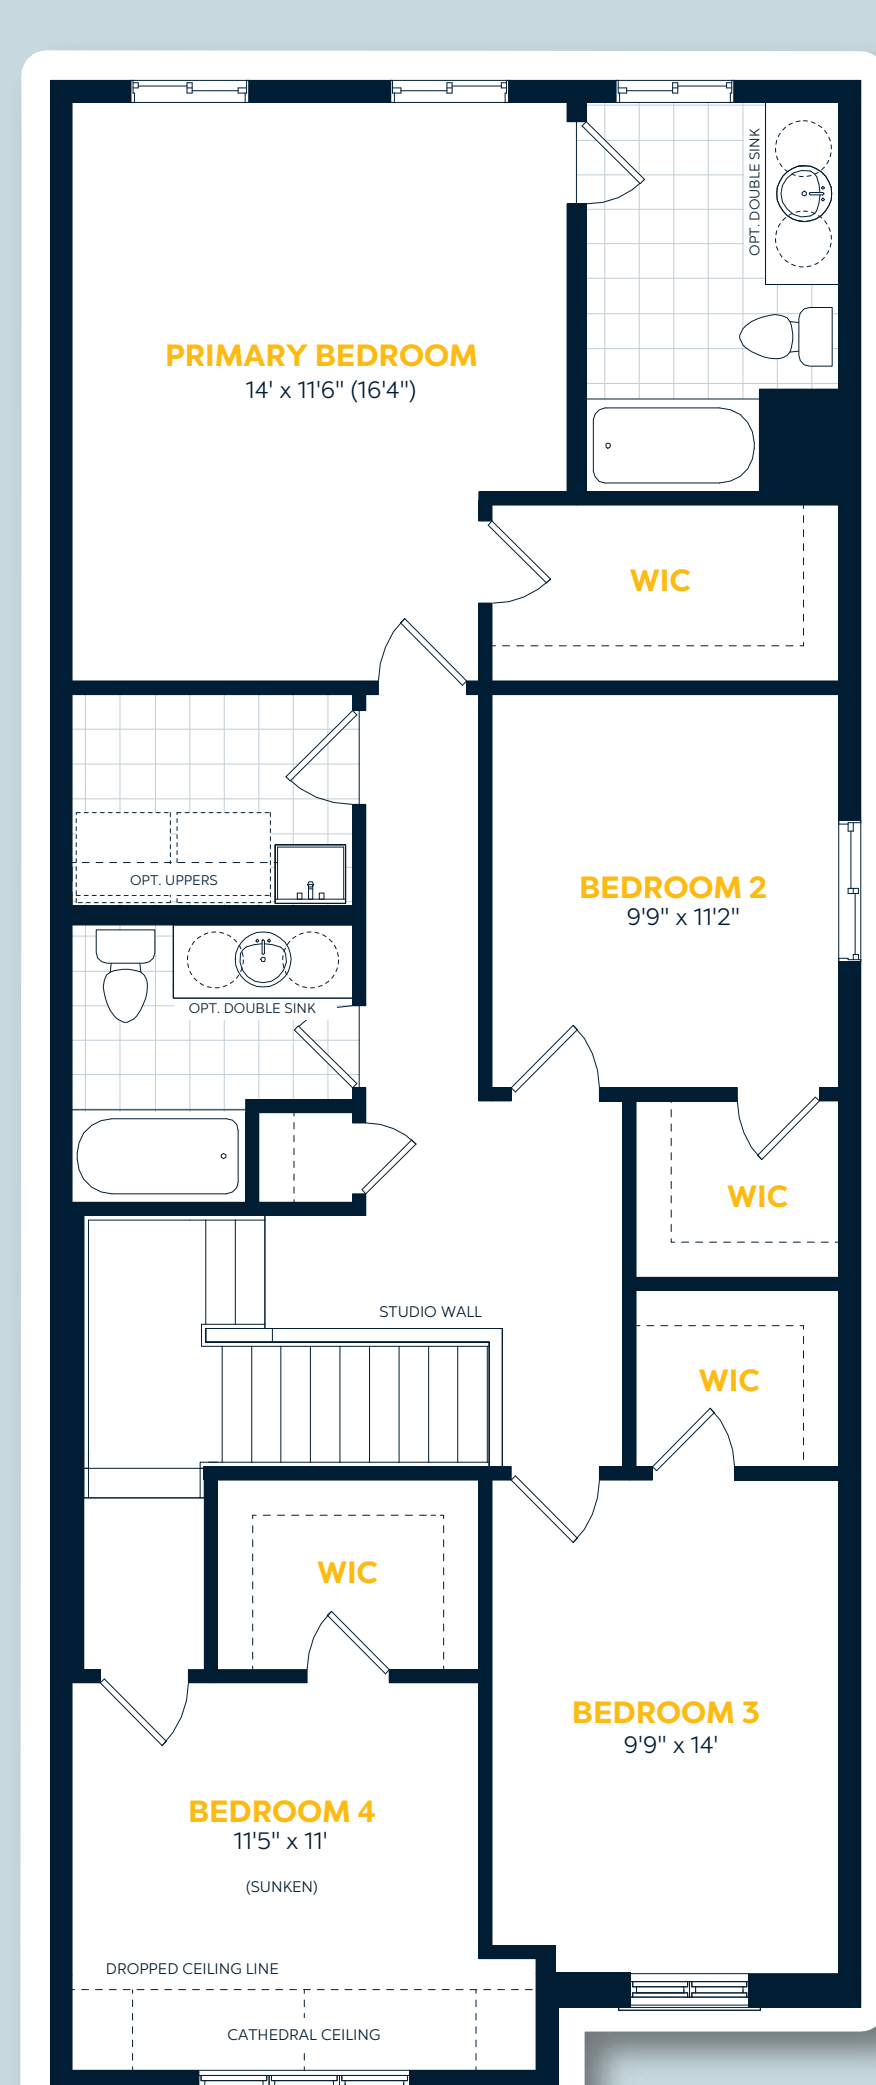 OPT. DOUBLE SINK
PRIMARY BEDROOM
14' x 11'6" (16'4")
WIC
OPT. UPPERS
BEDROOM 2
9'9" x 11'2"
OPT. DOUBLE SINK
WIC
STUDIO WALL
WIC
WIC
BEDROOM 3
9'9" x 14'
BEDROOM 4
11'5" x 11'
(SUNKEN)
DROPPED CEILING LINE
CATHEDRAL CEILING